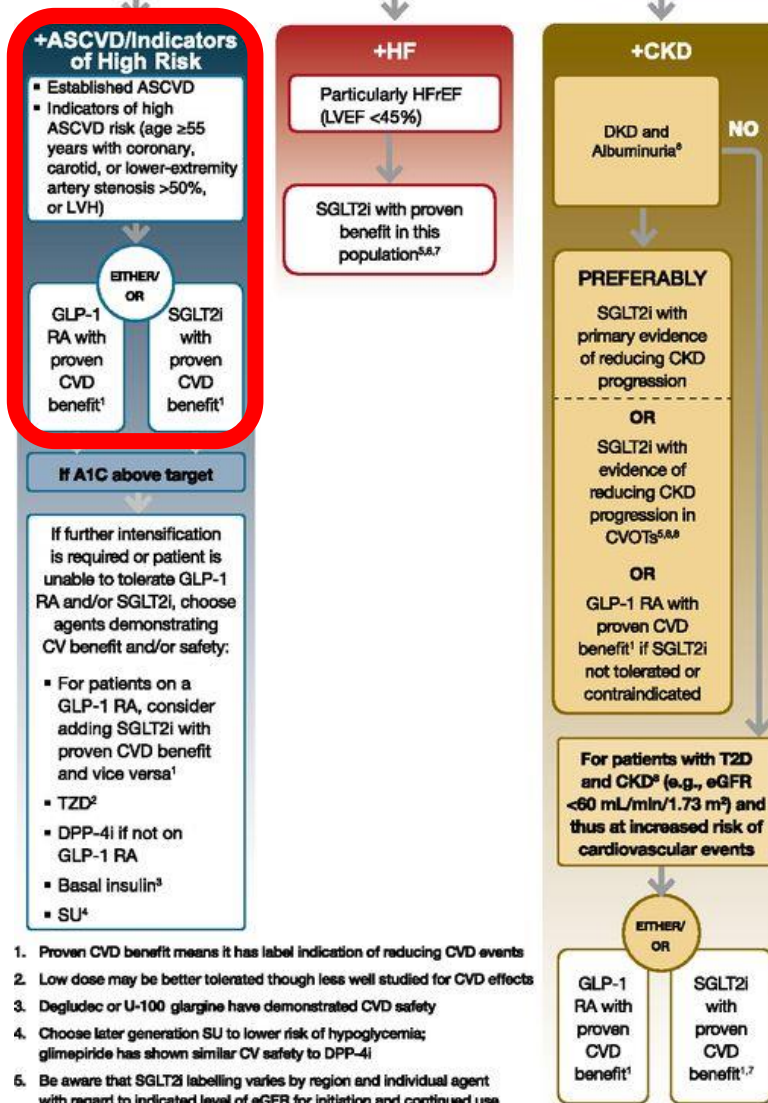 +ASCVD/Indicators
of High Risk
▪ Established ASCVD
▪ Indicators of high
ASCVD risk (age ≥55
years with coronary,
carotid, or lower-extremity
artery stenosis >50%,
or LVH)
EITHER/
OR
GLP-1
RA with
proven
CVD
benefit¹
SGLT2i
with
proven
CVD
benefit¹
If A1C above target
If further intensification
is required or patient is
unable to tolerate GLP-1
RA and/or SGLT2i, choose
agents demonstrating
CV benefit and/or safety:
▪ For patients on a
GLP-1 RA, consider
adding SGLT2i with
proven CVD benefit
and vice versa¹
▪ TZD²
▪ DPP-4i if not on
GLP-1 RA
▪ Basal insulin³
▪ SU⁴
+HF
Particularly HFrEF
(LVEF <45%)
SGLT2i with proven
benefit in this
population⁵,⁶,⁷
+CKD
DKD and
Albuminuria⁸
NO
PREFERABLY
SGLT2i with
primary evidence
of reducing CKD
progression
OR
SGLT2i with
evidence of
reducing CKD
progression in
CVOTs⁵,⁶,⁸
OR
GLP-1 RA with
proven CVD
benefit¹ if SGLT2i
not tolerated or
contraindicated
For patients with T2D
and CKD⁸ (e.g., eGFR
<60 mL/min/1.73 m²) and
thus at increased risk of
cardiovascular events
EITHER/
OR
GLP-1
RA with
proven
CVD
benefit¹
SGLT2i
with
proven
CVD
benefit¹,⁷
1. Proven CVD benefit means it has label indication of reducing CVD events
2. Low dose may be better tolerated though less well studied for CVD effects
3. Degludec or U-100 glargine have demonstrated CVD safety
4. Choose later generation SU to lower risk of hypoglycemia;
glimepiride has shown similar CV safety to DPP-4i
5. Be aware that SGLT2i labelling varies by region and individual agent
with regard to indicated level of eGFR for initiation and continued use